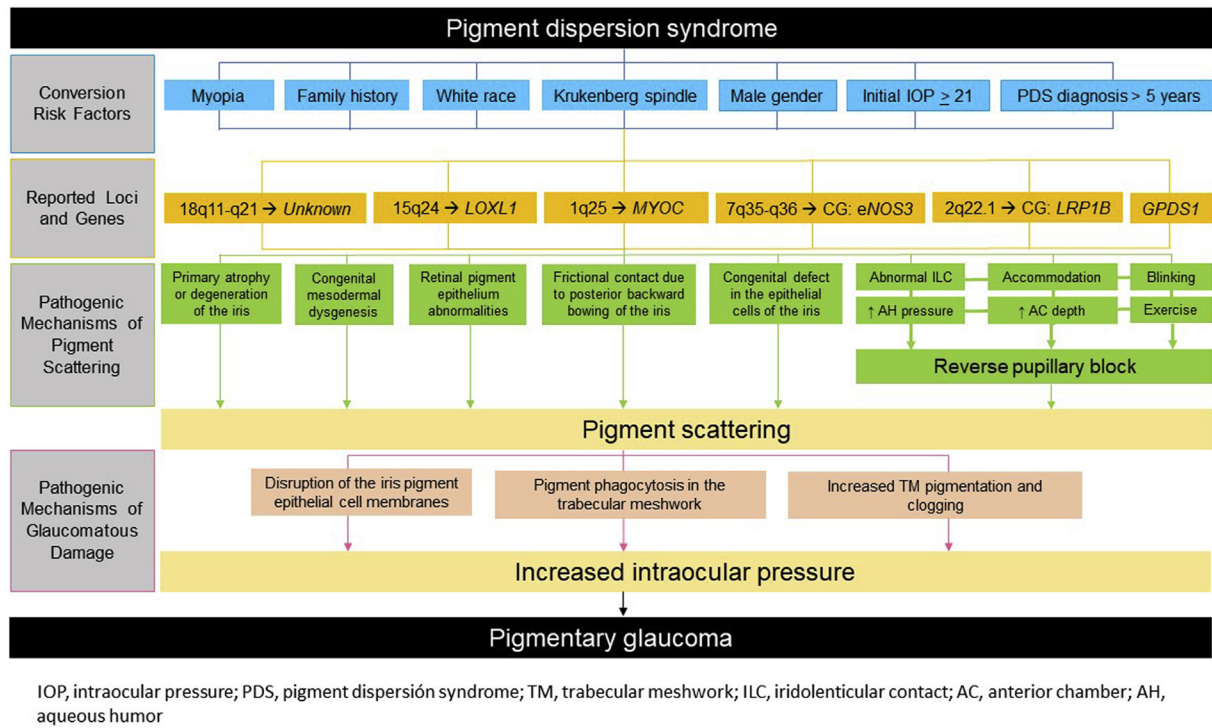 Pigment dispersion syndrome
Conversion
Risk Factors
Myopia
Family history
White race
Krukenberg spindle
Male gender
Initial IOP ≥ 21
PDS diagnosis > 5 years
Reported Loci
and Genes
18q11-q21 → Unknown
15q24 → LOXL1
1q25 → MYOC
7q35-q36 → CG: eNOS3
2q22.1 → CG: LRP1B
GPDS1
Pathogenic
Mechanisms of
Pigment
Scattering
Primary atrophy
or degeneration
of the iris
Congenital
mesodermal
dysgenesis
Retinal pigment
epithelium
abnormalities
Frictional contact due
to posterior backward
bowing of the iris
Congenital defect
in the epithelial
cells of the iris
Abnormal ILC
Accommodation
Blinking
↑ AH pressure
↑ AC depth
Exercise
Reverse pupillary block
Pigment scattering
Pathogenic
Mechanisms of
Glaucomatous
Damage
Disruption of the iris pigment
epithelial cell membranes
Pigment phagocytosis in the
trabecular meshwork
Increased TM pigmentation and
clogging
Increased intraocular pressure
Pigmentary glaucoma
IOP, intraocular pressure; PDS, pigment dispersión syndrome; TM, trabecular meshwork; ILC, iridolenticular contact; AC, anterior chamber; AH,
aqueous humor